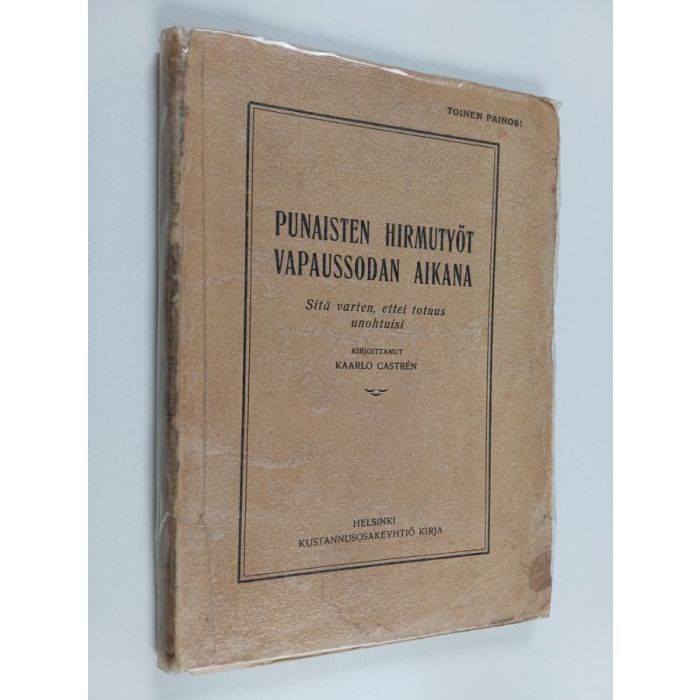 TOINEN PAINOS!
PUNAISTEN HIRMUTYÖT
VAPAUSSODAN AIKANA
Sitä varten, ettei totuus
unohtuisi
KIRJOITTANUT
KAARLO CASTRÉN
HELSINKI
KUSTANNUSOSAKEYHTIÖ KIRJA